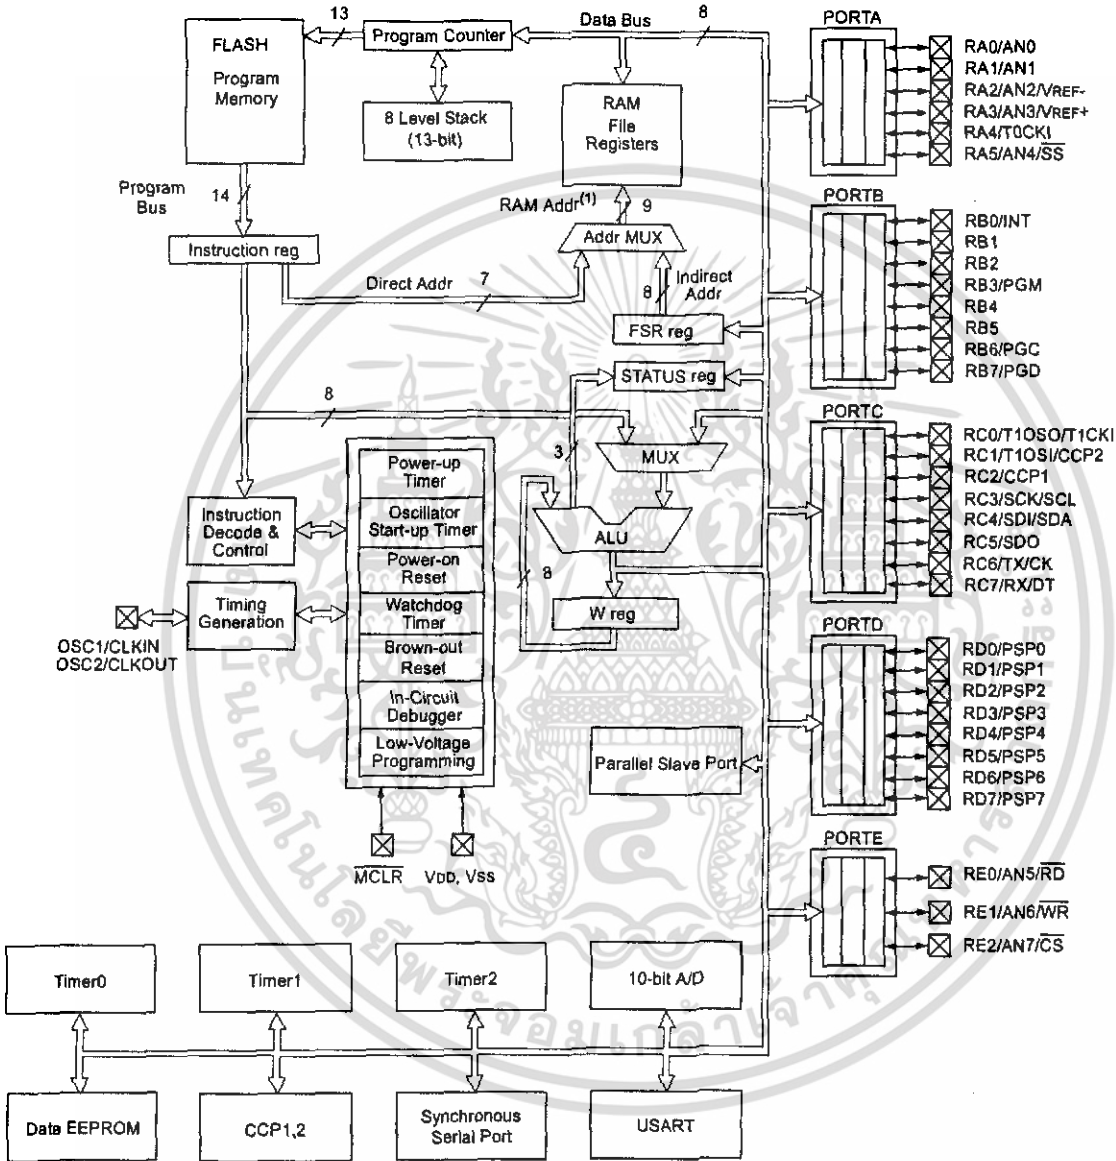 FLASH
Program
Memory
13
Program Counter
Data Bus
8
8 Level Stack
(13-bit)
RAM
File
Registers
Program
Bus
14
RAM Addr(1)
9
Instruction reg
Addr MUX
Direct Addr
7
8
Indirect
Addr
FSR reg
STATUS reg
8
3
MUX
Power-up
Timer
Oscillator
Start-up Timer
Power-on
Reset
Watchdog
Timer
Brown-out
Reset
In-Circuit
Debugger
Low-Voltage
Programming
Instruction
Decode &
Control
Timing
Generation
OSC1/CLKIN
OSC2/CLKOUT
ALU
8
W reg
Parallel Slave Port
MCLR
VDD, VSS
PORTA
RA0/AN0
RA1/AN1
RA2/AN2/VREF-
RA3/AN3/VREF+
RA4/T0CKI
RA5/AN4/SS
PORTB
RB0/INT
RB1
RB2
RB3/PGM
RB4
RB5
RB6/PGC
RB7/PGD
PORTC
RC0/T1OSO/T1CKI
RC1/T1OSI/CCP2
RC2/CCP1
RC3/SCK/SCL
RC4/SDI/SDA
RC5/SDO
RC6/TX/CK
RC7/RX/DT
PORTD
RD0/PSP0
RD1/PSP1
RD2/PSP2
RD3/PSP3
RD4/PSP4
RD5/PSP5
RD6/PSP6
RD7/PSP7
PORTE
RE0/AN5/RD
RE1/AN6/WR
RE2/AN7/CS
Timer0
Timer1
Timer2
10-bit A/D
Data EEPROM
CCP1,2
Synchronous
Serial Port
USART